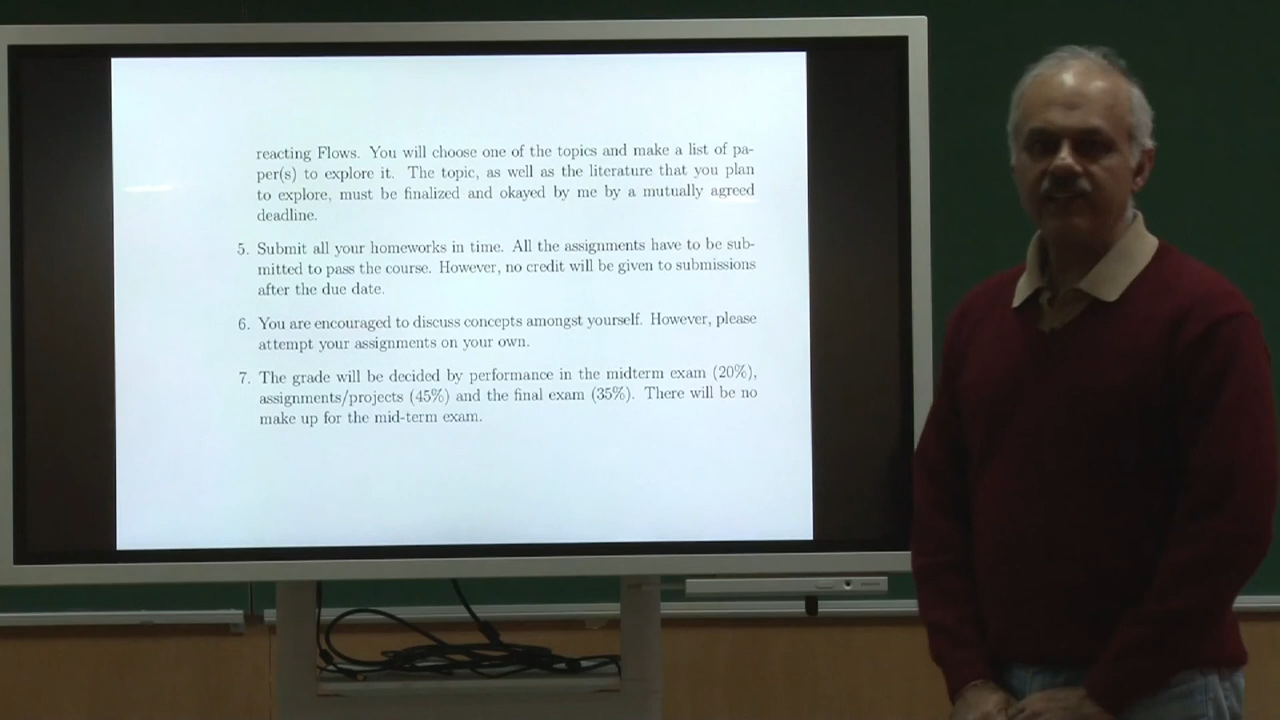 reacting Flows. You will choose one of the topics and make a list of pa-
per(s) to explore it. The topic, as well as the literature that you plan
to explore, must be finalized and okayed by me by a mutually agreed
deadline.
5. Submit all your homeworks in time. All the assignments have to be sub-
mitted to pass the course. However, no credit will be given to submissions
after the due date.
6. You are encouraged to discuss concepts amongst yourself. However, please
attempt your assignments on your own.
7. The grade will be decided by performance in the midterm exam (20%),
assignments/projects (45%) and the final exam (35%). There will be no
make up for the mid-term exam.